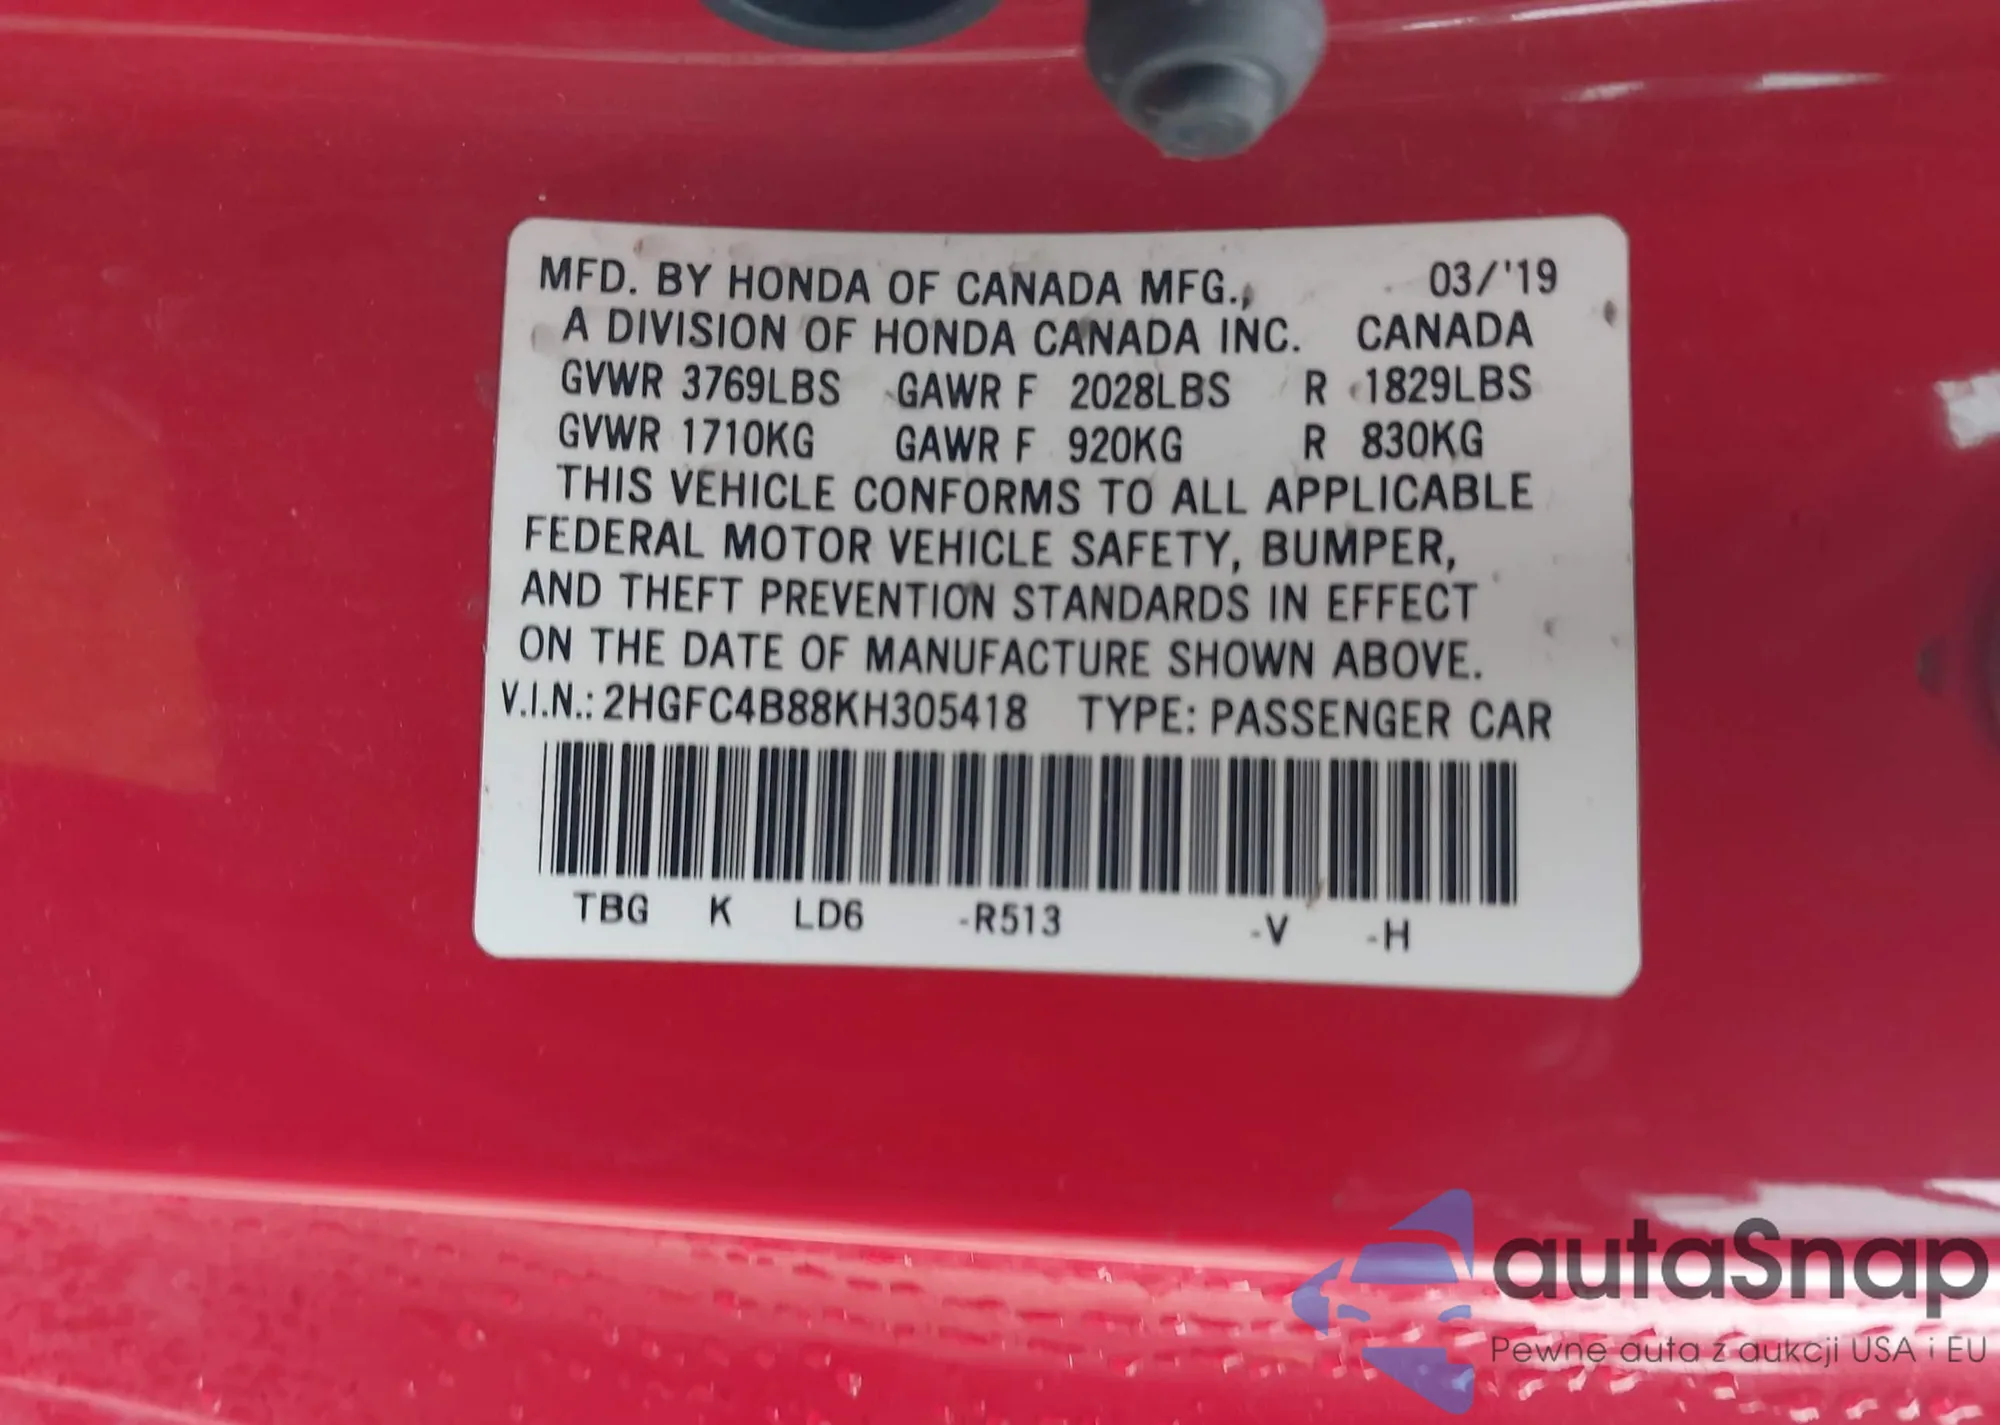 MFD. BY HONDA OF CANADA MFG., 03/'19
A DIVISION OF HONDA CANADA INC. CANADA
GVWR 3769LBS GAWR F 2028LBS R 1829LBS
GVWR 1710KG GAWR F 920KG R 830KG
THIS VEHICLE CONFORMS TO ALL APPLICABLE
FEDERAL MOTOR VEHICLE SAFETY, BUMPER,
AND THEFT PREVENTION STANDARDS IN EFFECT
ON THE DATE OF MANUFACTURE SHOWN ABOVE.
V.I.N.: 2HGFC4B88KH305418 TYPE: PASSENGER CAR
TBG K LD6 -R513 -V -H
autaSnap
Pewne auta z aukcji USA i EU